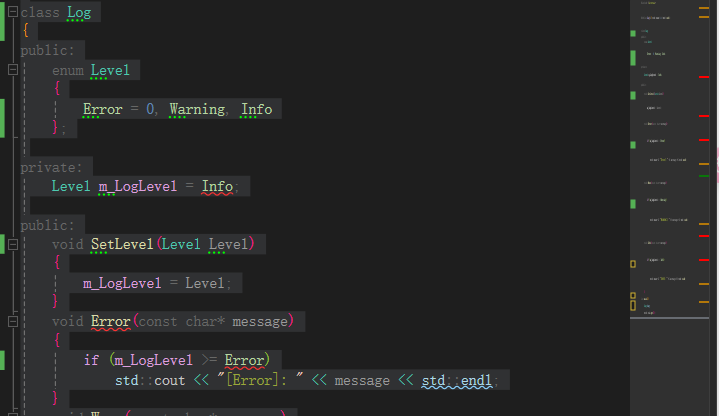 class Log
{
public:
enum Level
{
Error = 0, Warning, Info
};
private:
Level m_LogLevel = Info;
public:
void SetLevel(Level Level)
{
m_LogLevel = Level;
}
void Error(const char* message)
{
if (m_LogLevel >= Error)
std::cout << "[Error]: " << message << std::endl;
}